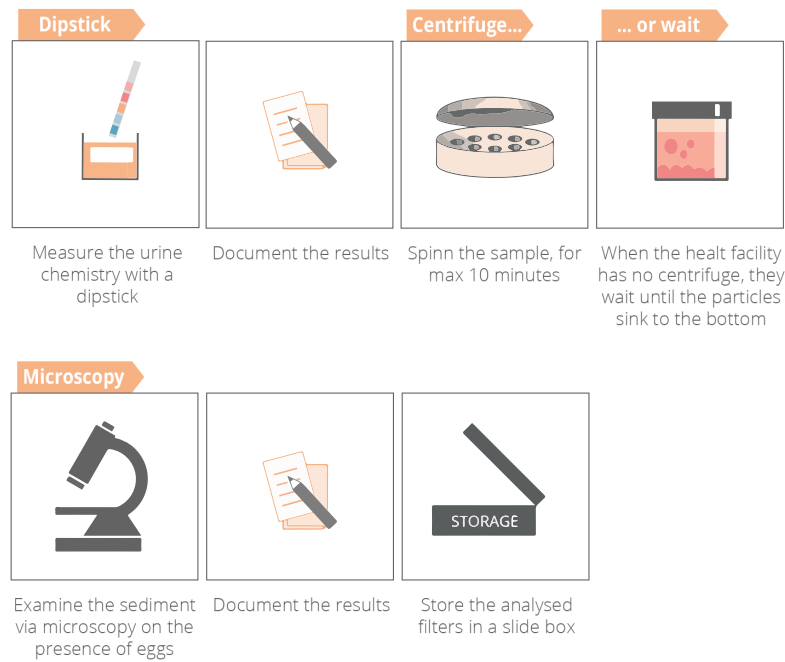 Dipstick
Centrifuge...
... or wait
Measure the urine
chemistry with a
dipstick
Document the results
Spinn the sample, for
max 10 minutes
When the healt facility
has no centrifuge, they
wait until the particles
sink to the bottom
Microscopy
STORAGE
Examine the sediment
via microscopy on the
presence of eggs
Document the results
Store the analysed
filters in a slide box